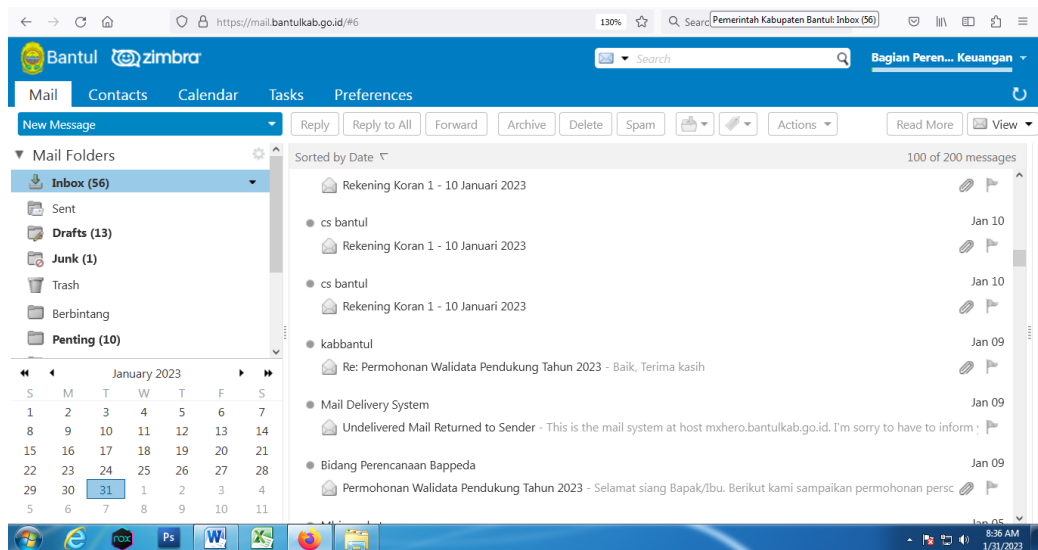 https://mail.bantulkab.go.id/#6
130%
Searc
Pemerintah Kabupaten Bantul: Inbox (56)
Bantul zimbra
Search
Bagian Peren... Keuangan
Mail Contacts Calendar Tasks Preferences
New Message
Reply Reply to All Forward Archive Delete Spam Actions Read More View
Mail Folders
Inbox (56)
Sent
Drafts (13)
Junk (1)
Trash
Berbintang
Penting (10)
January 2023
S M T W T F S
1 2 3 4 5 6 7
8 9 10 11 12 13 14
15 16 17 18 19 20 21
22 23 24 25 26 27 28
29 30 31 1 2 3 4
5 6 7 8 9 10 11
Sorted by Date 100 of 200 messages
Rekening Koran 1 - 10 Januari 2023
cs bantul Jan 10
Rekening Koran 1 - 10 Januari 2023
cs bantul Jan 10
Rekening Koran 1 - 10 Januari 2023
kabbantul Jan 09
Re: Permohonan Walidata Pendukung Tahun 2023 - Baik, Terima kasih
Mail Delivery System Jan 09
Undelivered Mail Returned to Sender - This is the mail system at host mxhero.bantulkab.go.id. I'm sorry to have to inform
Bidang Perencanaan Bappeda Jan 09
Permohonan Walidata Pendukung Tahun 2023 - Selamat siang Bapak/Ibu. Berikut kami sampaikan permohonan persc
Jan 05
rox
Ps
W
8:36 AM
1/31/2023